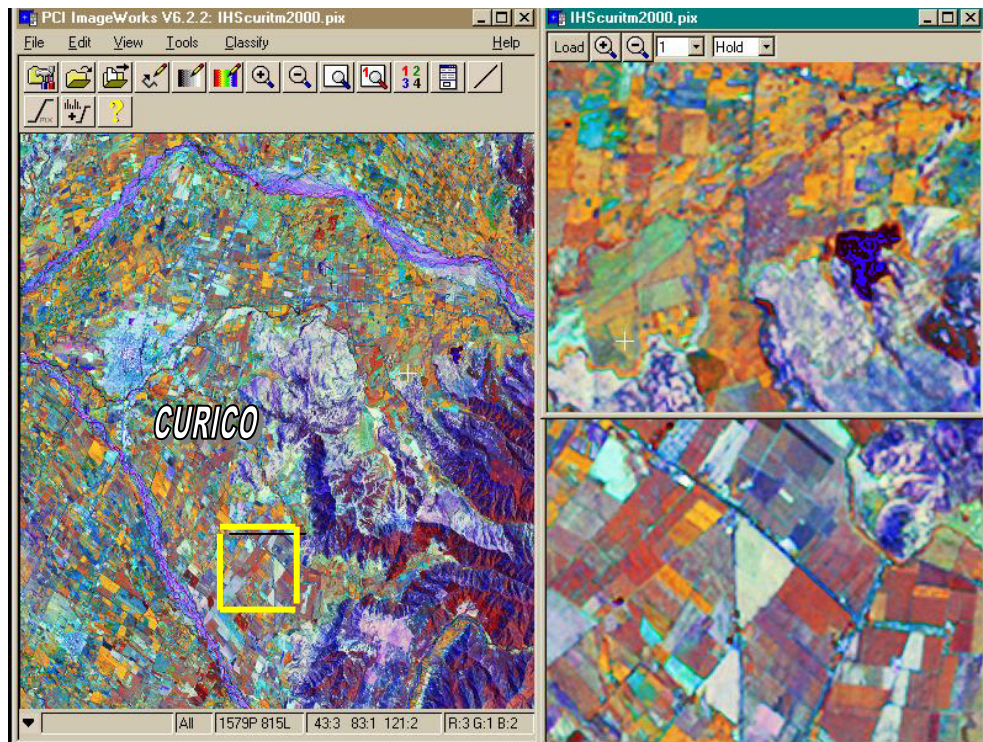 PCI ImageWorks V6.2.2: IHScuritm2000.pix
File Edit View Tools Classify Help
1 2
3 4
mx
?
CURICO
All 1579P 815L 43:3 83:1 121:2 R:3 G:1 B:2
IHScuritm2000.pix
Load 1 Hold